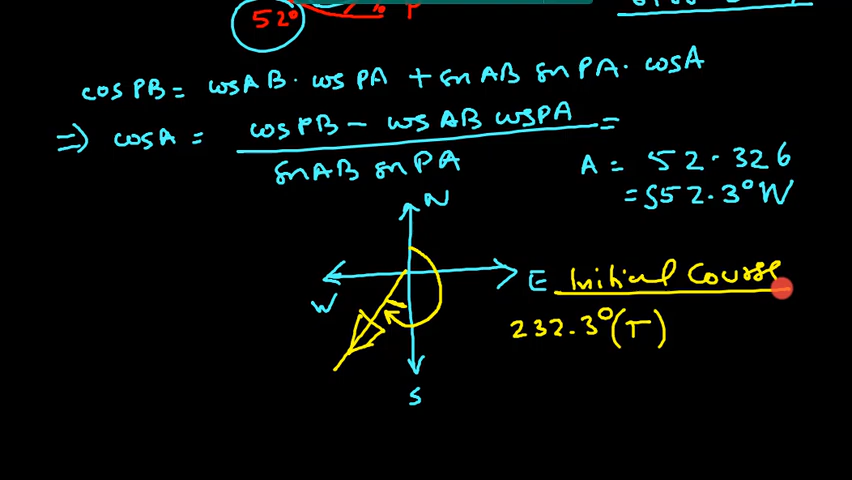 52° P
cos PB = cos AB · cos PA + sin AB sin PA · cos A
⇒ cos A = cos PB − cos AB cos PA =
sin AB sin PA
A = 52.326
= S52.3°W
N
W
E
Initial Course
232.3°(T)
S